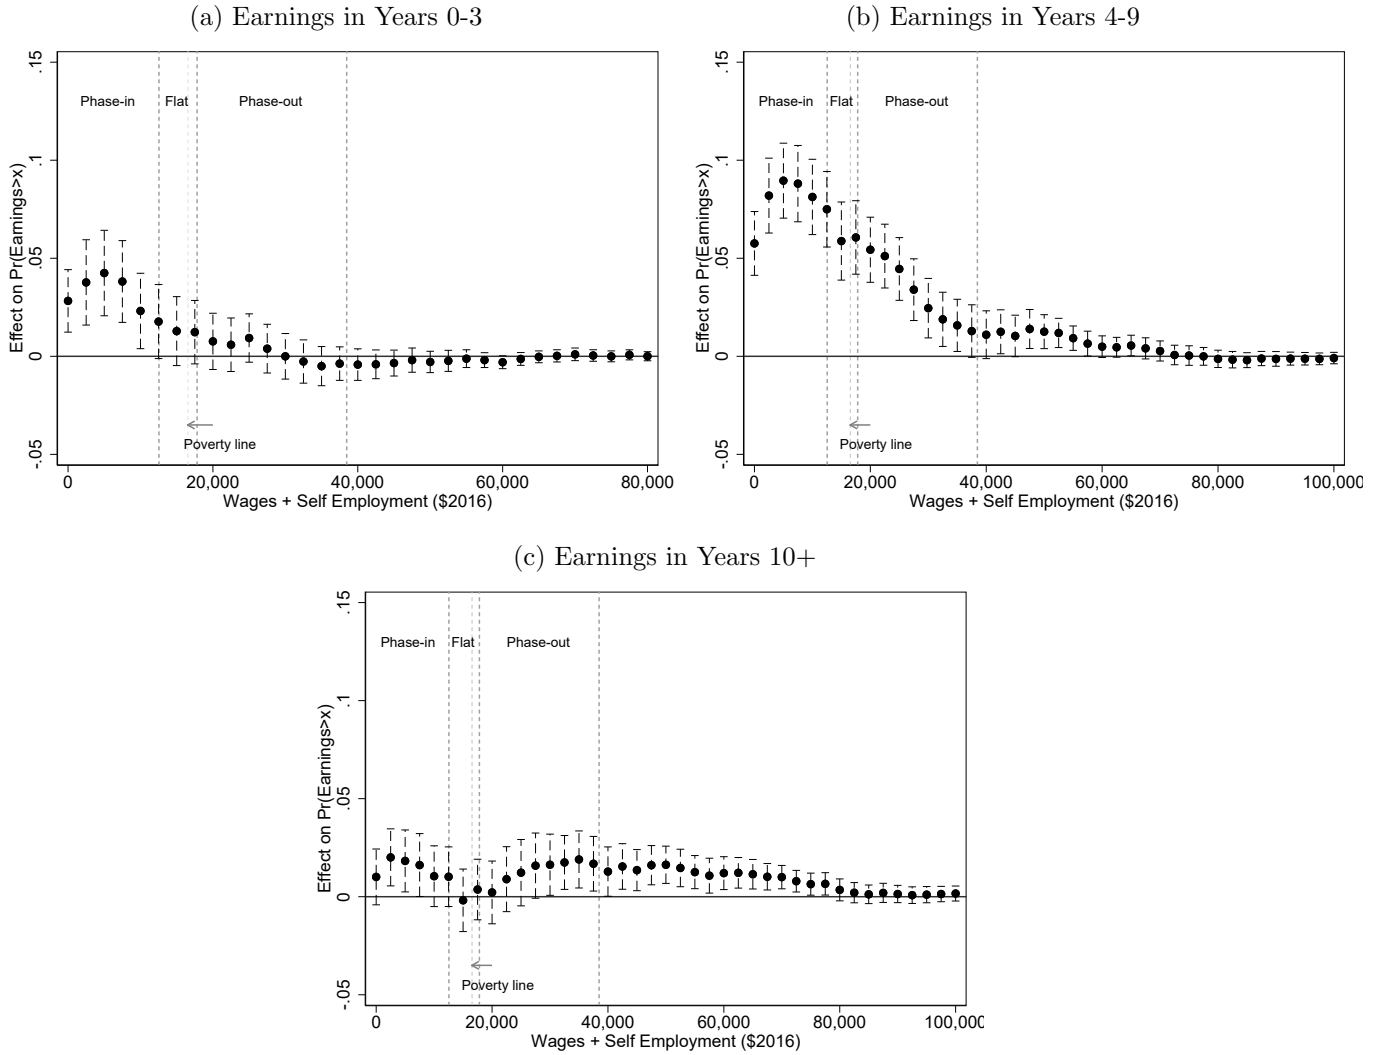 (a) Earnings in Years 0-3
Effect on Pr(Earnings>x)
.15
.1
.05
0
-.05
Phase-in
Flat
Phase-out
Poverty line
0
20,000
40,000
60,000
80,000
Wages + Self Employment ($2016)
(b) Earnings in Years 4-9
Effect on Pr(Earnings>x)
.15
.1
.05
0
-.05
Phase-in
Flat
Phase-out
Poverty line
0
20,000
40,000
60,000
80,000
100,000
Wages + Self Employment ($2016)
(c) Earnings in Years 10+
Effect on Pr(Earnings>x)
.15
.1
.05
0
-.05
Phase-in
Flat
Phase-out
Poverty line
0
20,000
40,000
60,000
80,000
100,000
Wages + Self Employment ($2016)